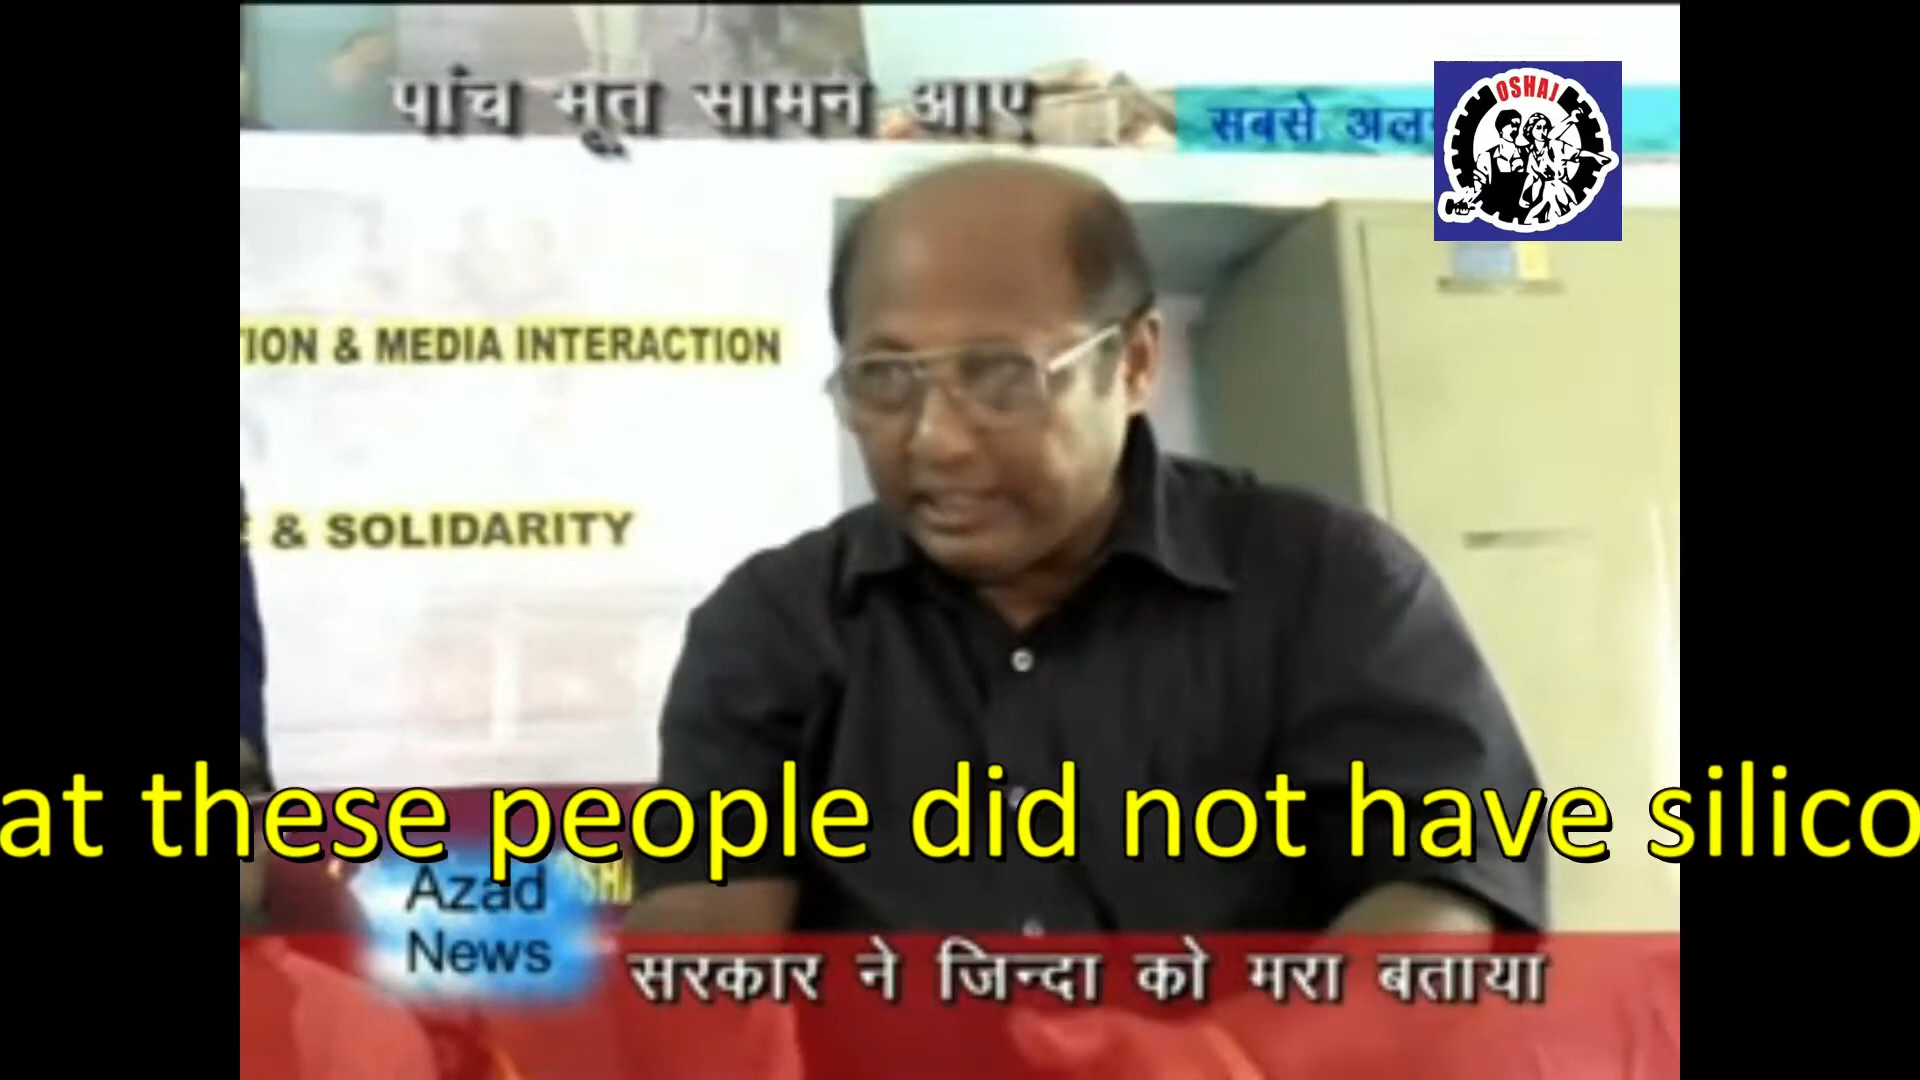 पांच भूत सामने आए
सबसे अल
OSHAJ
TION & MEDIA INTERACTION
& SOLIDARITY
at these people did not have silico
Azad
News
सरकार ने जिन्दा को मरा बताया